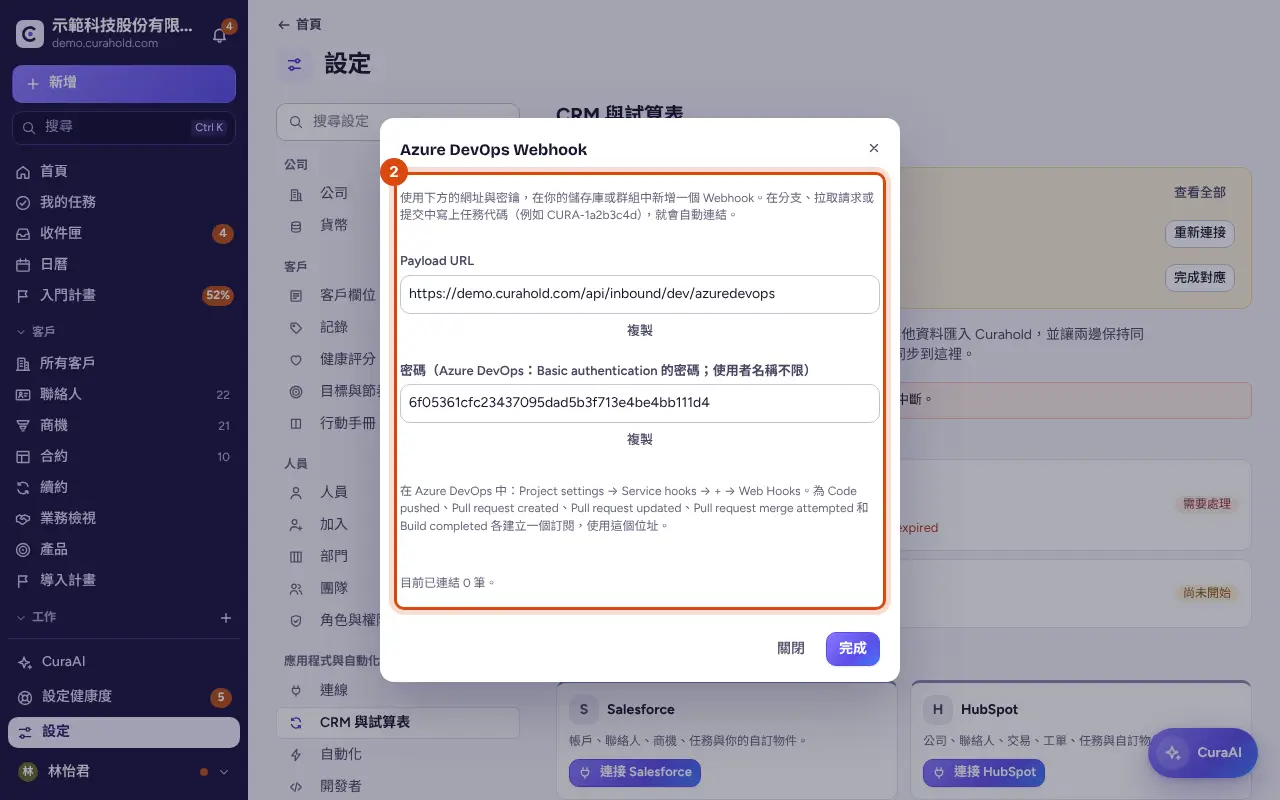 示範科技股份有限...
demo.curahold.com
4
新增
搜尋
Ctrl K
首頁
我的任務
收件匣
4
日曆
入門計畫
52%
客戶
所有客戶
聯絡人
22
商機
21
合約
10
續約
業務檢視
產品
導入計畫
工作
CuraAI
設定健康度
5
設定
林
林怡君
首頁
設定
搜尋設定
公司
公司
貨幣
客戶
客戶欄位
記錄
健康評分
目標與節
行動手冊
人員
人員
加入
部門
團隊
角色與權
應用程式與自動化
連線
CRM 與試算表
自動化
開發者
CRM 與試算表
查看全部
重新連接
完成對應
他資料匯入 Curahold，並讓兩邊保持同
同步到這裡。
中斷。
需要處理
expired
尚未開始
2
Azure DevOps Webhook
使用下方的網址與密鑰，在你的儲存庫或群組中新增一個 Webhook。在分支、拉取請求或
提交中寫上任務代碼（例如 CURA-1a2b3c4d），就會自動連結。
Payload URL
https://demo.curahold.com/api/inbound/dev/azuredevops
複製
密碼（Azure DevOps：Basic authentication 的密碼；使用者名稱不限）
6f05361cfc23437095dad5b3f713e4be4bb111d4
複製
在 Azure DevOps 中：Project settings → Service hooks → + → Web Hooks。為 Code
pushed、Pull request created、Pull request updated、Pull request merge attempted 和
Build completed 各建立一個訂閱，使用這個位址。
目前已連結 0 筆。
關閉
完成
S
Salesforce
帳戶、聯絡人、商機、任務與你的自訂物件。
連接 Salesforce
H
HubSpot
公司、聯絡人、交易、工單、任務與自訂物
連接 HubSpot
CuraAI